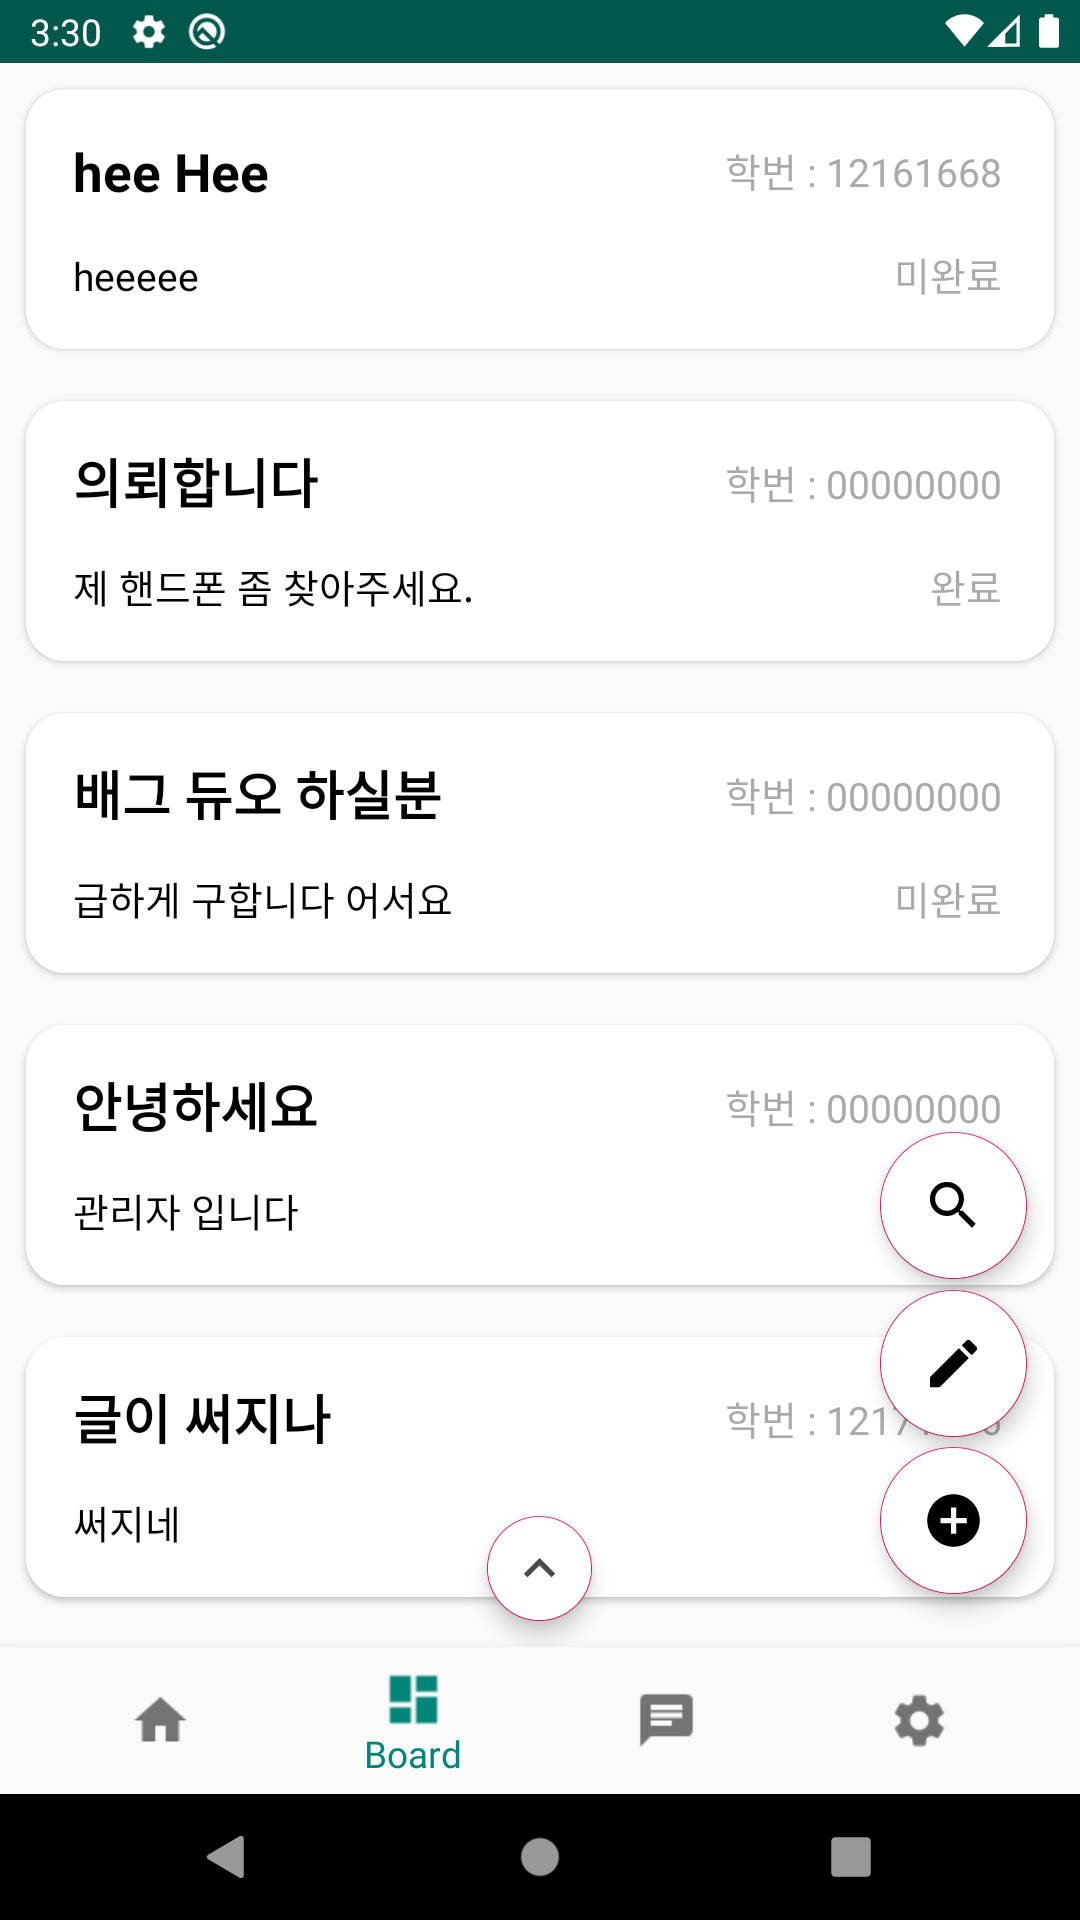 3:30
hee Hee
학번 : 12161668
heeeee
미완료
의뢰합니다
학번 : 00000000
제 핸드폰 좀 찾아주세요.
완료
배그 듀오 하실분
학번 : 00000000
급하게 구합니다 어서요
미완료
안녕하세요
학번 : 00000000
관리자 입니다
글이 써지나
학번 :
써지네
Board